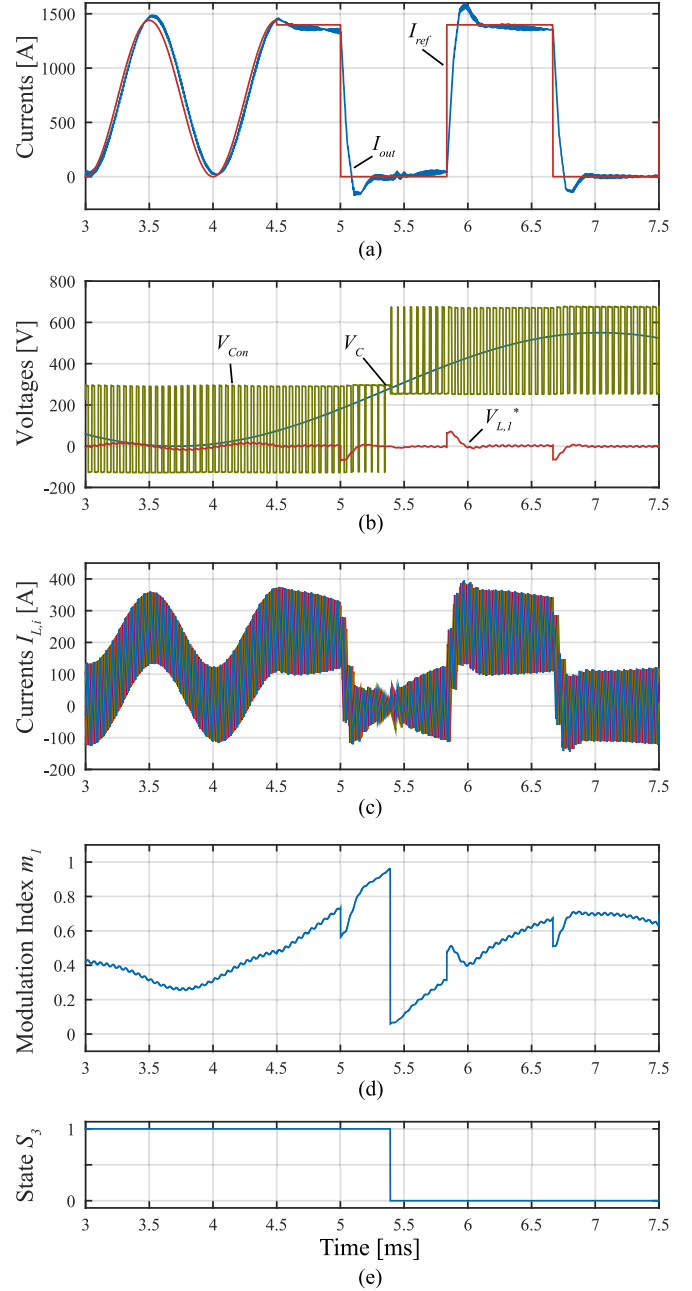 Currents [A]
1500
1000
500
0
I_ref
I_out
3 3.5 4 4.5 5 5.5 6 6.5 7 7.5
(a)
Voltages [V]
800
600
400
200
0
-200
V_Con
V_C
V_L,1*
3 3.5 4 4.5 5 5.5 6 6.5 7 7.5
(b)
Currents I_L,i [A]
400
300
200
100
0
-100
-200
3 3.5 4 4.5 5 5.5 6 6.5 7 7.5
(c)
Modulation Index m_1
1
0.8
0.6
0.4
0.2
0
3 3.5 4 4.5 5 5.5 6 6.5 7 7.5
(d)
State S_3
1
0
3 3.5 4 4.5 5 5.5 6 6.5 7 7.5
Time [ms]
(e)